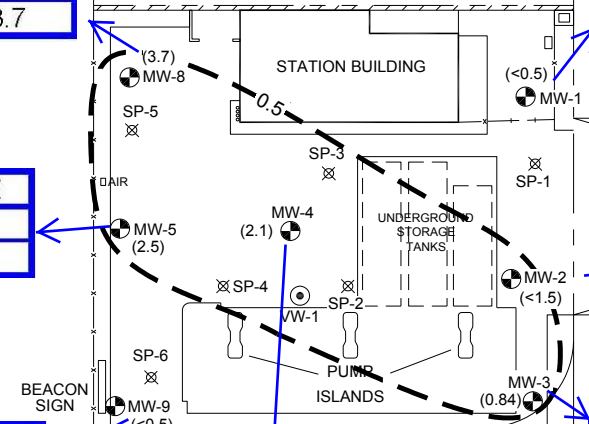 3.7
(3.7)
MW-8
STATION BUILDING
(<0.5)
MW-1
0.5
SP-5
SP-3
SP-1
AIR
MW-4
(2.1)
UNDERGROUND
STORAGE
TANKS
MW-5
(2.5)
MW-2
(<1.5)
SP-4
SP-2
VW-1
SP-6
PUMP
ISLANDS
MW-3
(0.84)
BEACON
SIGN
MW-9
(<0.5)